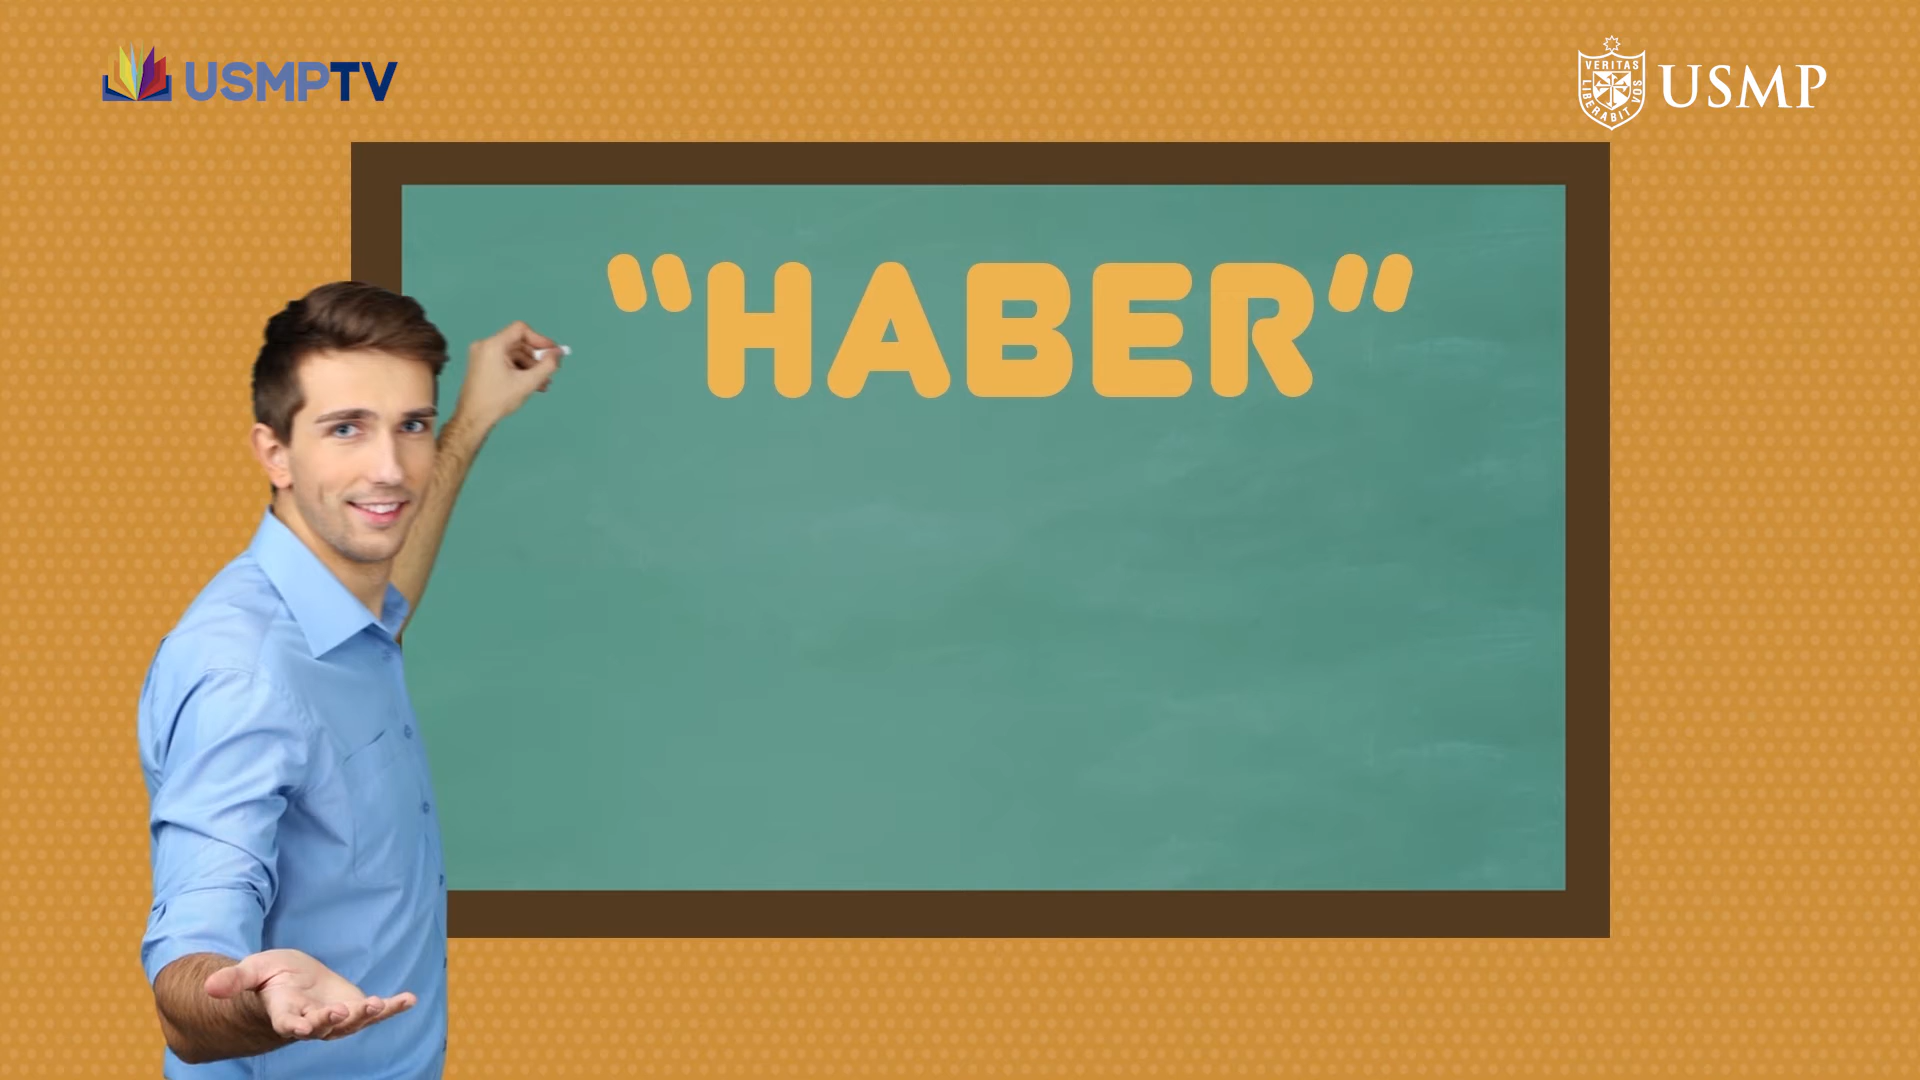 USMPTV
VERITAS
LIBERABIT VOS
USMP
“HABER”